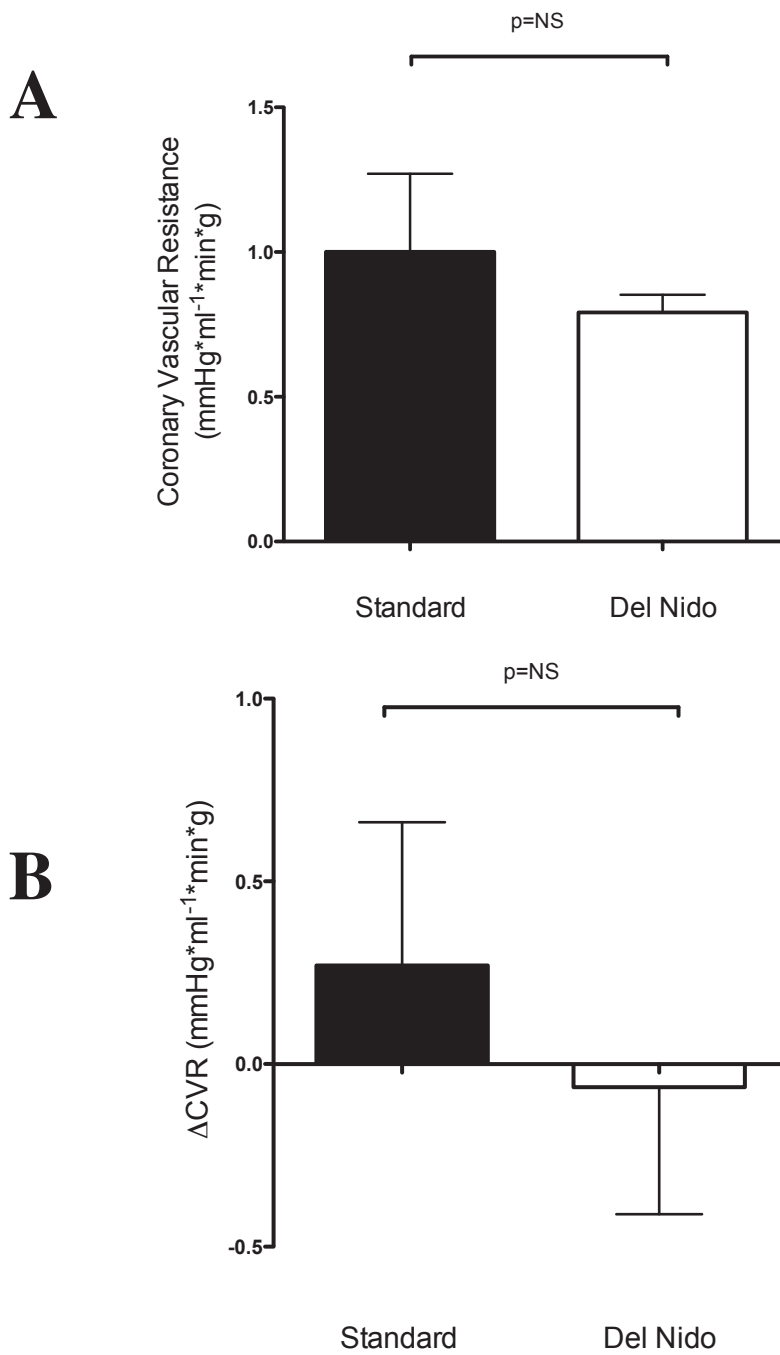 A
p=NS
Coronary Vascular Resistance
(mmHg*ml⁻¹*min*g)
1.5
1.0
0.5
0.0
Standard Del Nido
B
p=NS
ΔCVR (mmHg*ml⁻¹*min*g)
1.0
0.5
0.0
-0.5
Standard Del Nido